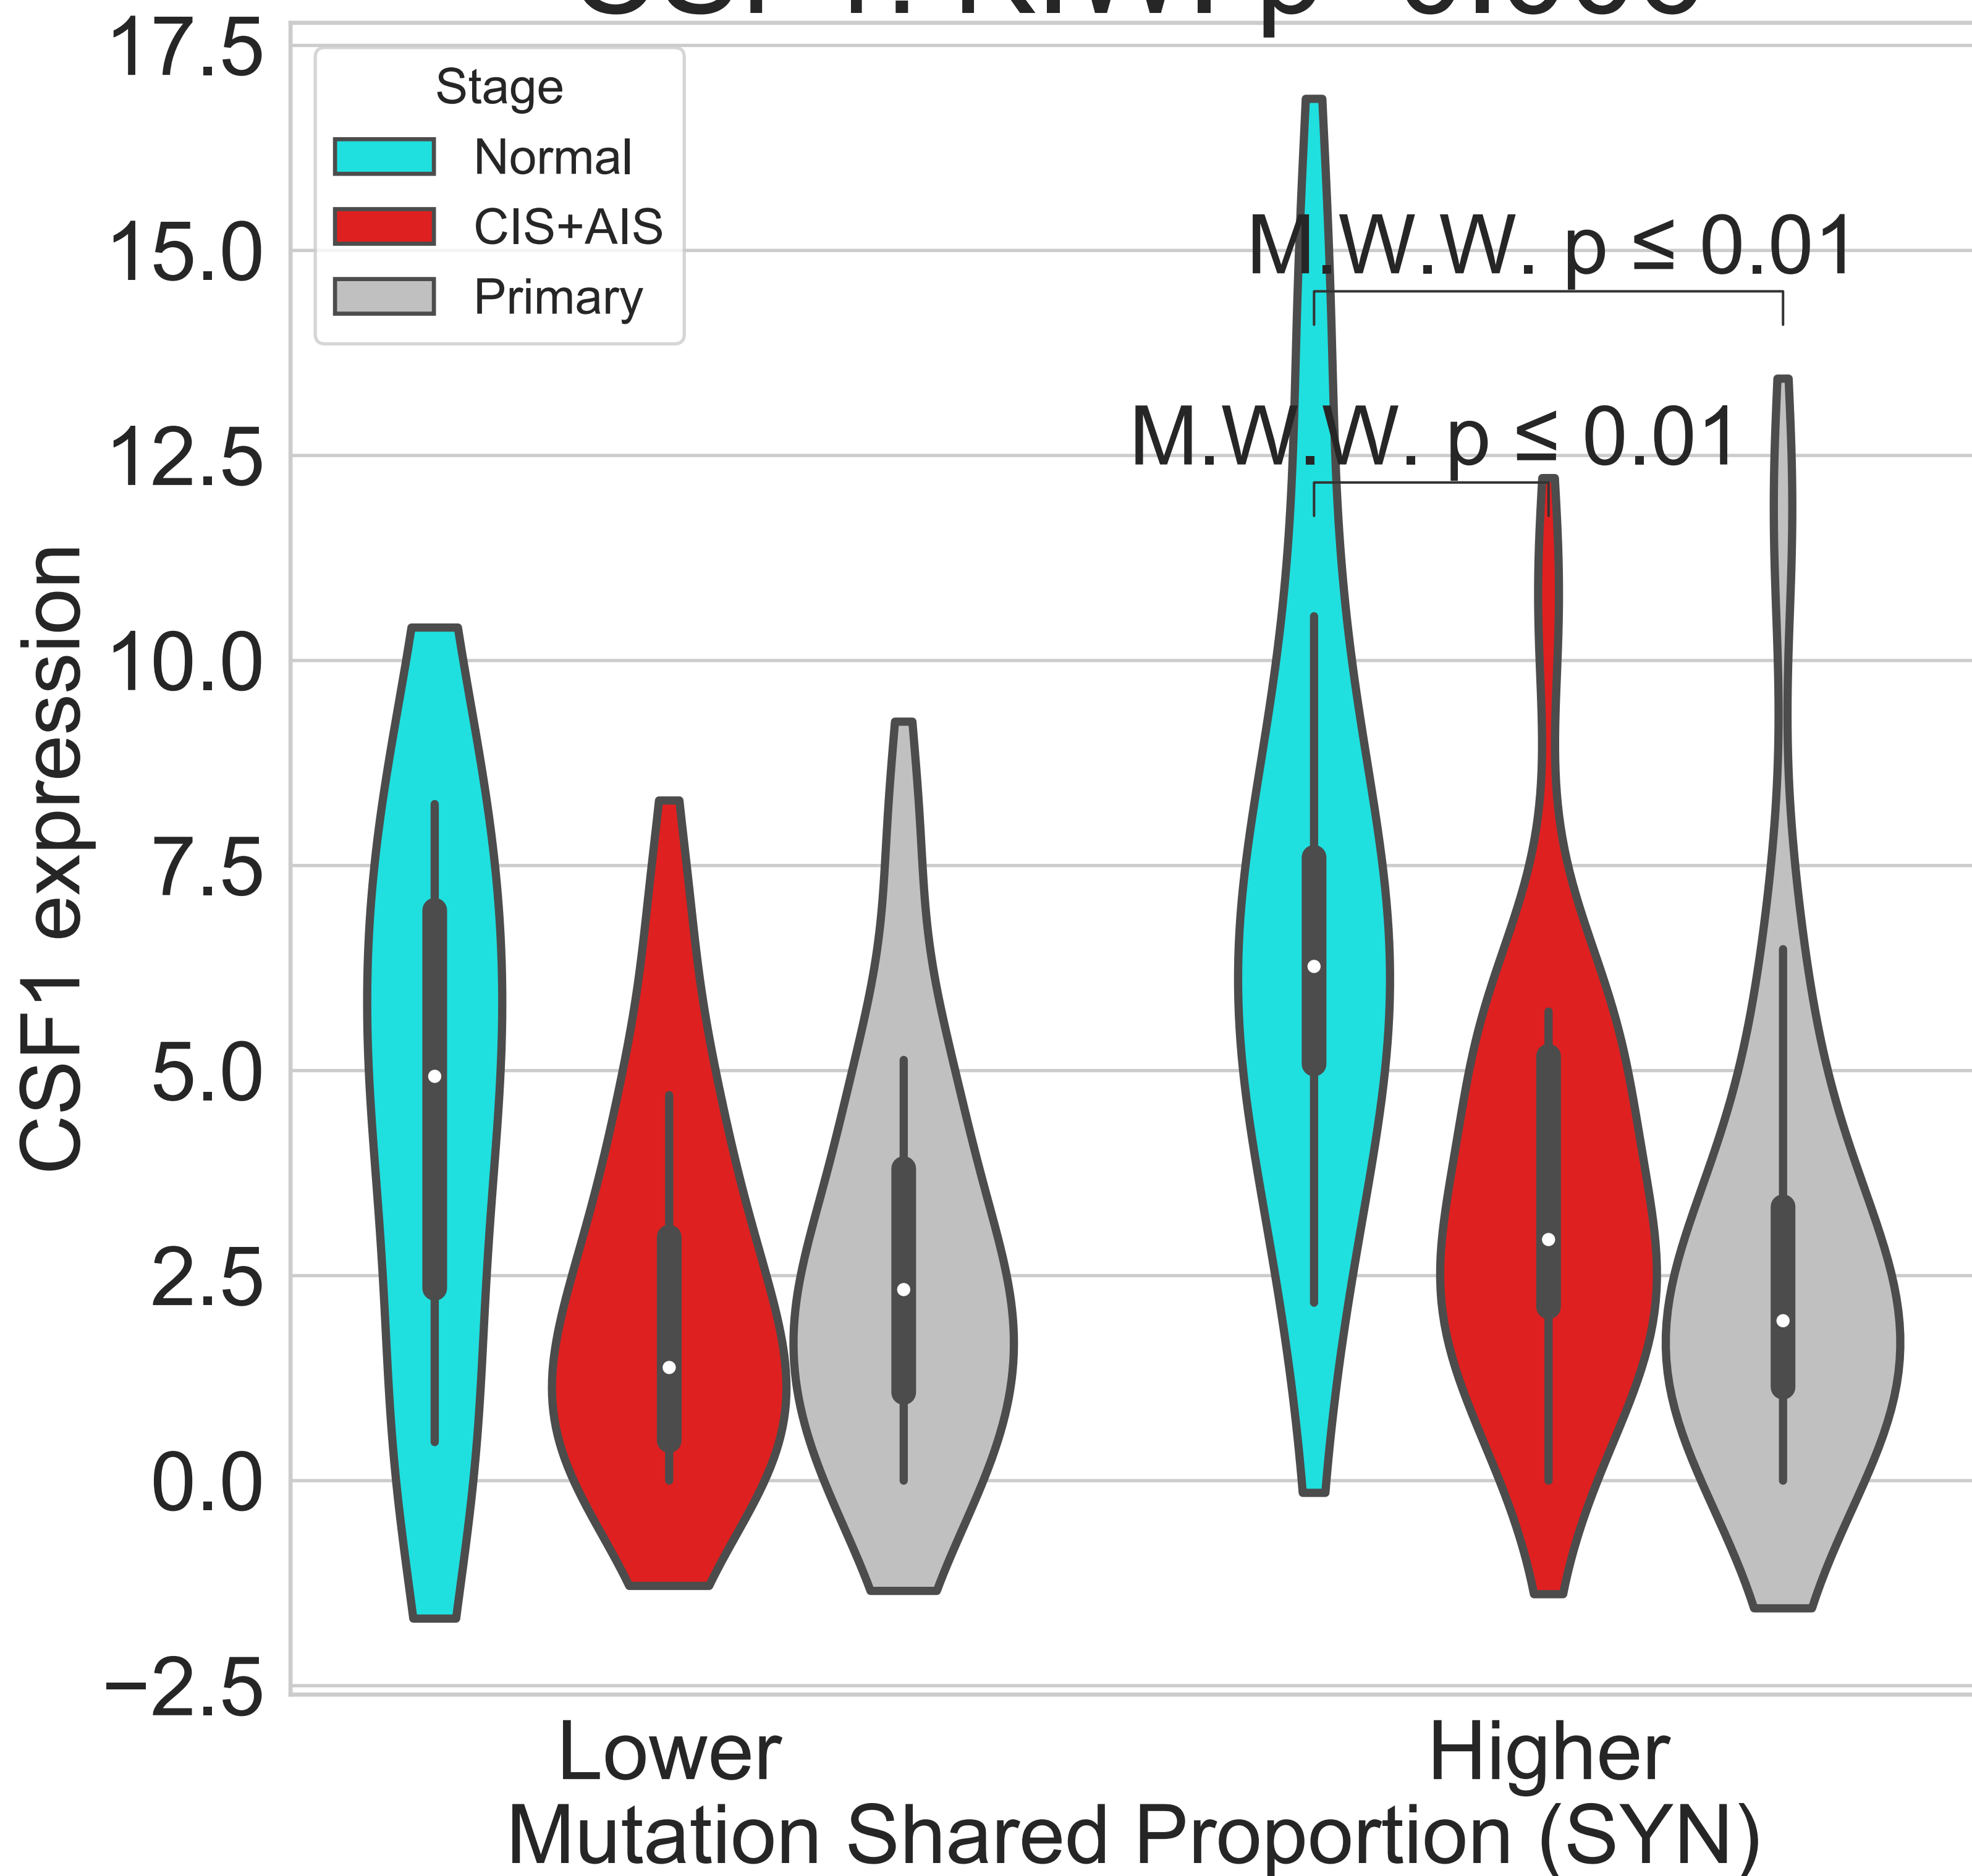 17.5
15.0
12.5
10.0
7.5
5.0
2.5
0.0
−2.5
CSF1 expression
Stage
Normal
CIS+AIS
Primary
M.W.W. p ≤ 0.01
M.W.W. p ≤ 0.01
Lower
Higher
Mutation Shared Proportion (SYN)